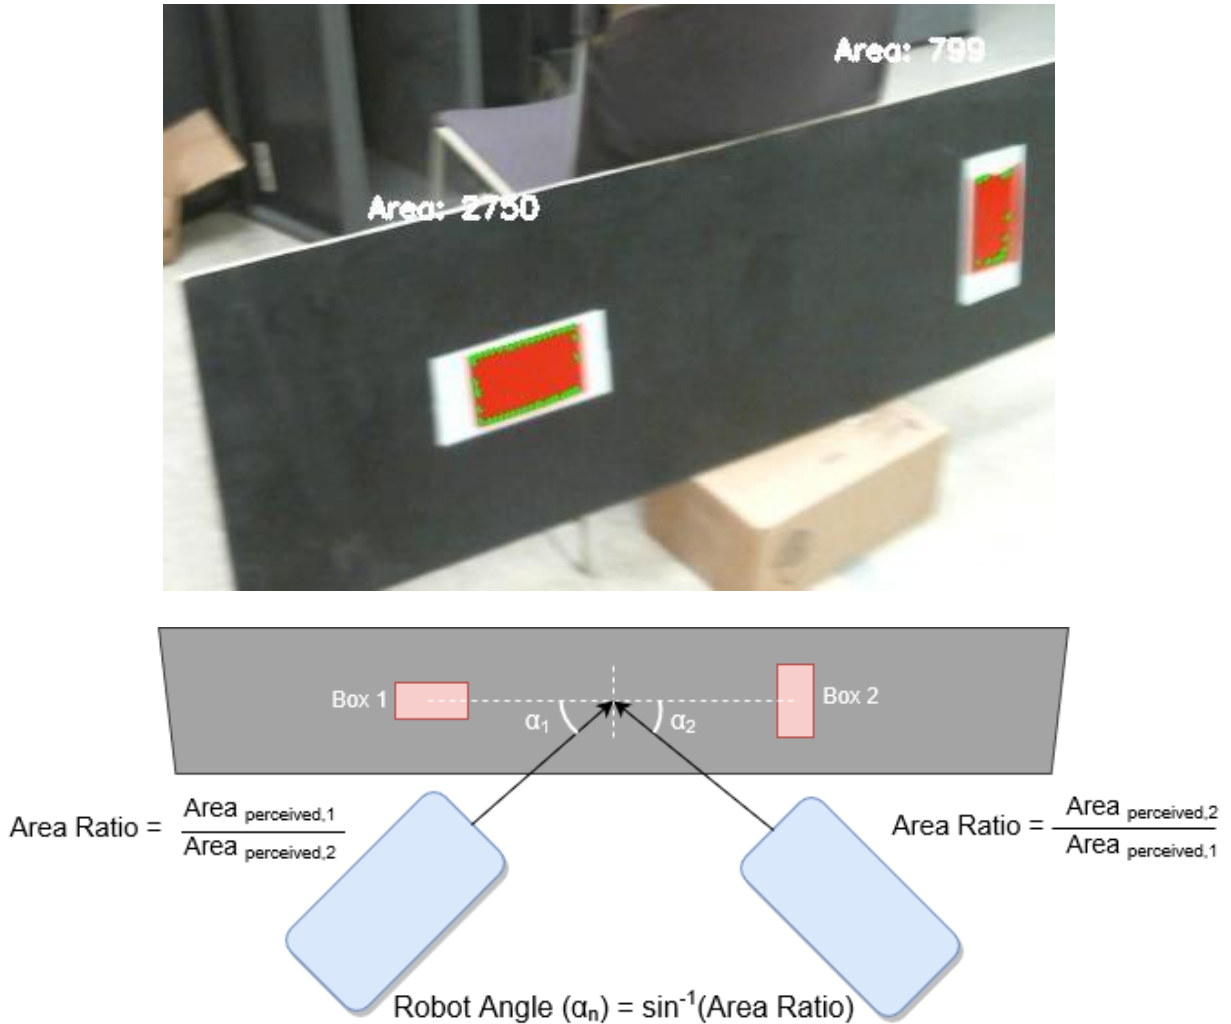 Area: 799
Area: 2750
Box 1
α₁
α₂
Box 2
Area Ratio = Area perceived,1 / Area perceived,2
Area Ratio = Area perceived,2 / Area perceived,1
Robot Angle (αₙ) = sin⁻¹(Area Ratio)